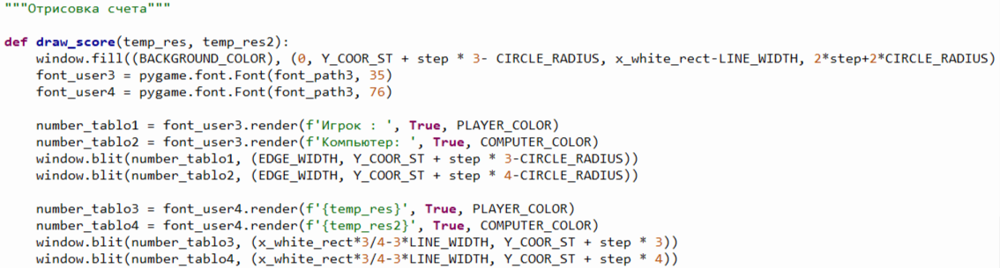 """Отрисовка счета"""
def draw_score(temp_res, temp_res2):
    window.fill((BACKGROUND_COLOR), (0, Y_COOR_ST + step * 3- CIRCLE_RADIUS, x_white_rect-LINE_WIDTH, 2*step+2*CIRCLE_RADIUS)
    font_user3 = pygame.font.Font(font_path3, 35)
    font_user4 = pygame.font.Font(font_path3, 76)
    number_tablo1 = font_user3.render(f'Игрок : ', True, PLAYER_COLOR)
    number_tablo2 = font_user3.render(f'Компьютер: ', True, COMPUTER_COLOR)
    window.blit(number_tablo1, (EDGE_WIDTH, Y_COOR_ST + step * 3-CIRCLE_RADIUS))
    window.blit(number_tablo2, (EDGE_WIDTH, Y_COOR_ST + step * 4-CIRCLE_RADIUS))
    number_tablo3 = font_user4.render(f'{temp_res}', True, PLAYER_COLOR)
    number_tablo4 = font_user4.render(f'{temp_res2}', True, COMPUTER_COLOR)
    window.blit(number_tablo3, (x_white_rect*3/4-3*LINE_WIDTH, Y_COOR_ST + step * 3))
    window.blit(number_tablo4, (x_white_rect*3/4-3*LINE_WIDTH, Y_COOR_ST + step * 4))